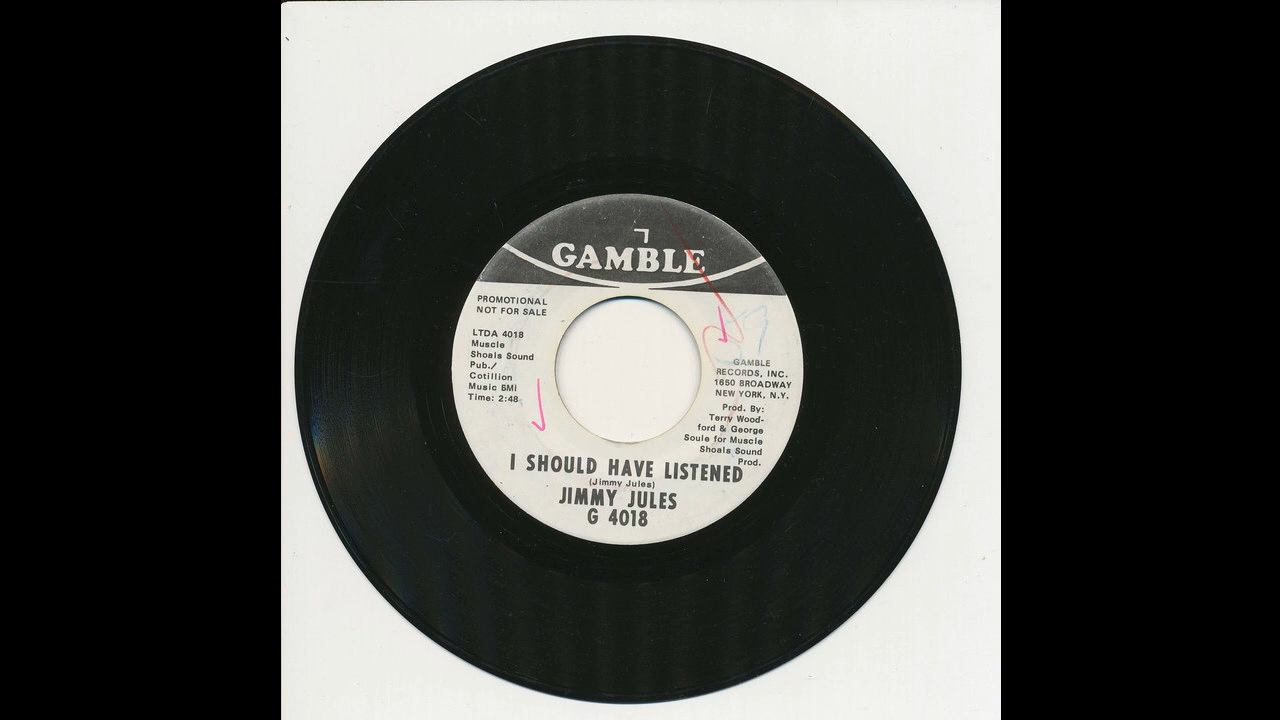 GAMBLE
PROMOTIONAL
NOT FOR SALE
LTDA 4018
Muscle
Shoals Sound
Pub./
Cotillion
Music BMI
Time: 2:48
GAMBLE
RECORDS, INC.
1650 BROADWAY
NEW YORK, N.Y.
Prod. By:
Terry Wood-
ford & George
Soule for Muscle
Shoals Sound
Prod.
I SHOULD HAVE LISTENED
(Jimmy Jules)
JIMMY JULES
G 4018